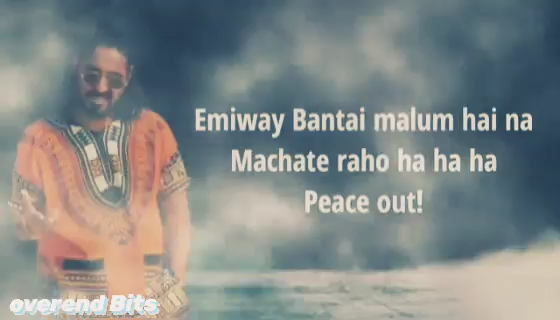 Emiway Bantai malum hai na
Machate raho ha ha ha
Peace out!
overend Bits